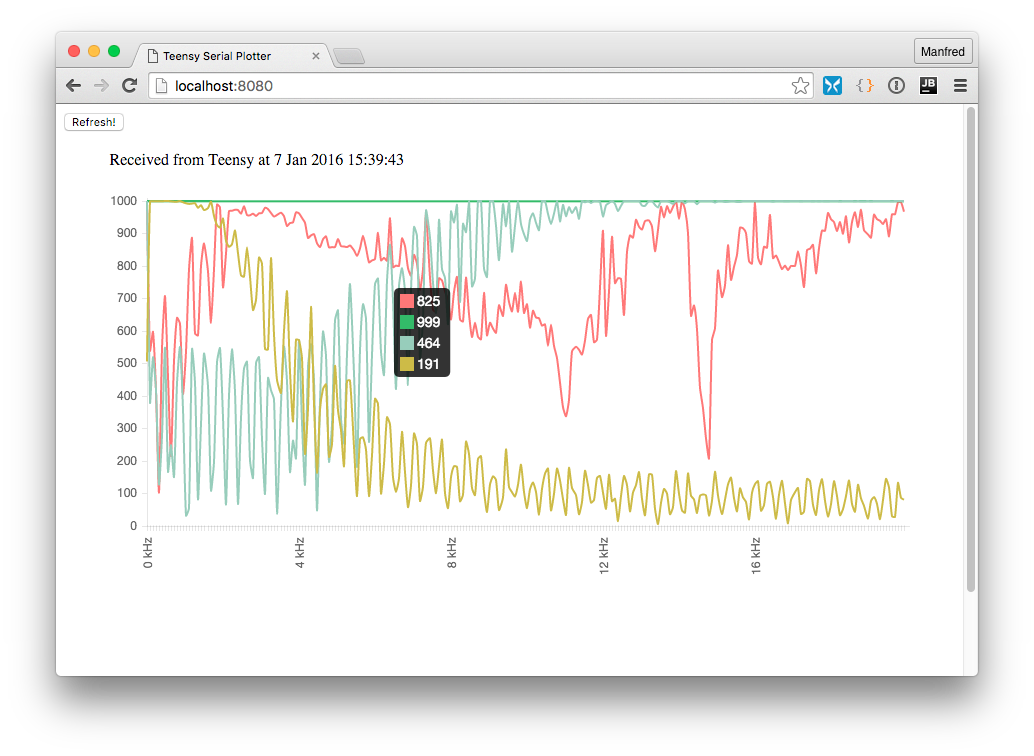 Teensy Serial Plotter
Manfred
localhost:8080
{ }
JB
Refresh!
Received from Teensy at 7 Jan 2016 15:39:43
1000
900
800
700
600
500
400
300
200
100
0
825
999
464
191
0 kHz
4 kHz
8 kHz
12 kHz
16 kHz